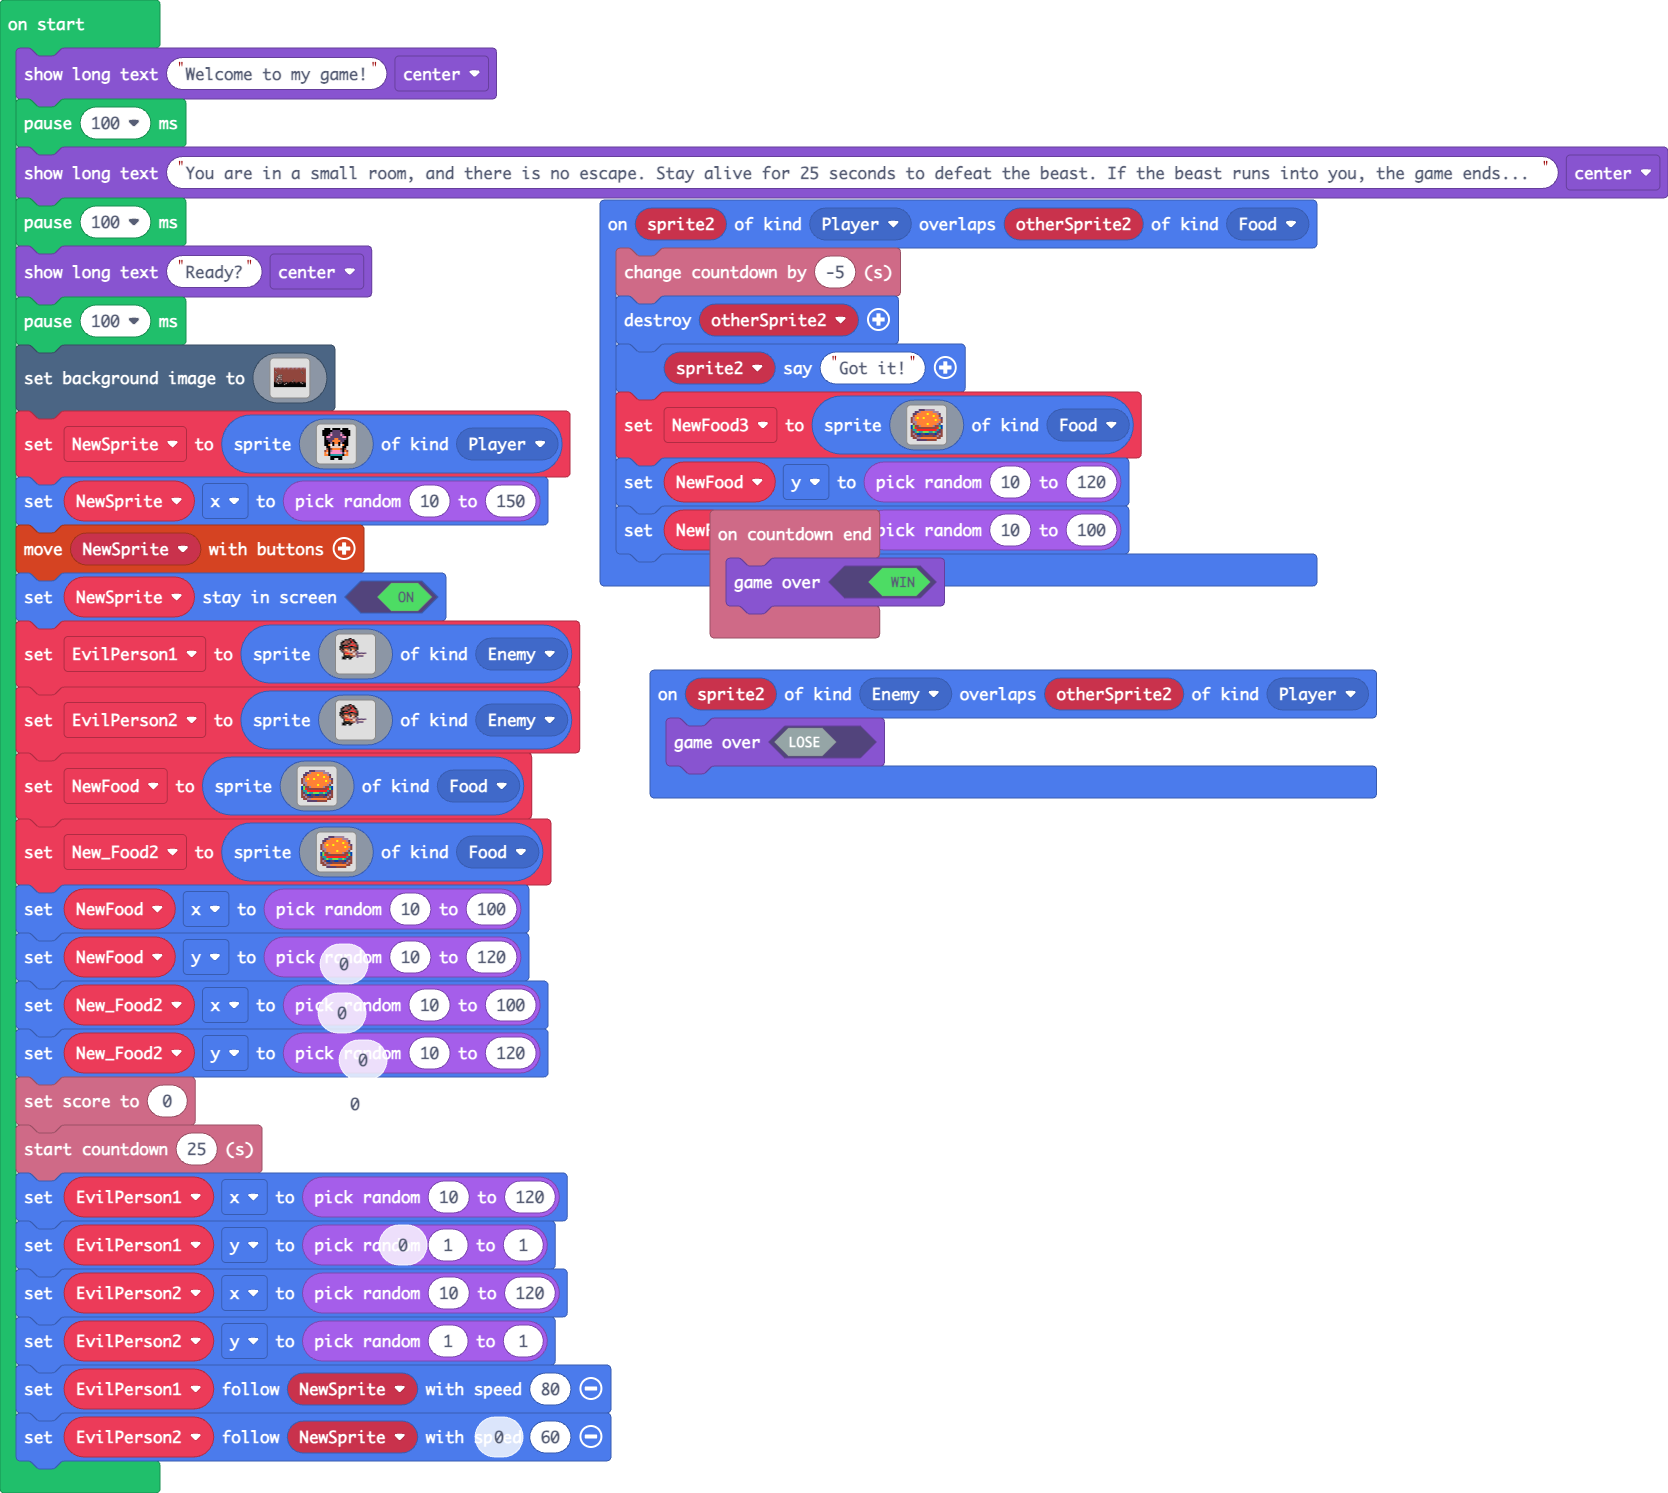 on start
show long text "Welcome to my game!" center
pause 100 ms
show long text "You are in a small room, and there is no escape. Stay alive for 25 seconds to defeat the beast. If the beast runs into you, the game ends... " center
pause 100 ms
show long text "Ready?" center
pause 100 ms
set background image to
set NewSprite to sprite of kind Player
set NewSprite x to pick random 10 to 150
move NewSprite with buttons
set NewSprite stay in screen ON
set EvilPerson1 to sprite of kind Enemy
set EvilPerson2 to sprite of kind Enemy
set NewFood to sprite of kind Food
set New_Food2 to sprite of kind Food
set NewFood x to pick random 10 to 100
set NewFood y to pick random 10 to 120
0
set New_Food2 x to pick random 10 to 100
0
set New_Food2 y to pick random 10 to 120
0
set score to 0
0
start countdown 25 (s)
set EvilPerson1 x to pick random 10 to 120
set EvilPerson1 y to pick random 1 to 1
0
set EvilPerson2 x to pick random 10 to 120
set EvilPerson2 y to pick random 1 to 1
set EvilPerson1 follow NewSprite with speed 80
set EvilPerson2 follow NewSprite with speed 60
0
on sprite2 of kind Player overlaps otherSprite2 of kind Food
change countdown by -5 (s)
destroy otherSprite2
sprite2 say "Got it!"
set NewFood3 to sprite of kind Food
set NewFood y to pick random 10 to 120
set pick random 10 to 100
on countdown end
game over WIN
on sprite2 of kind Enemy overlaps otherSprite2 of kind Player
game over LOSE